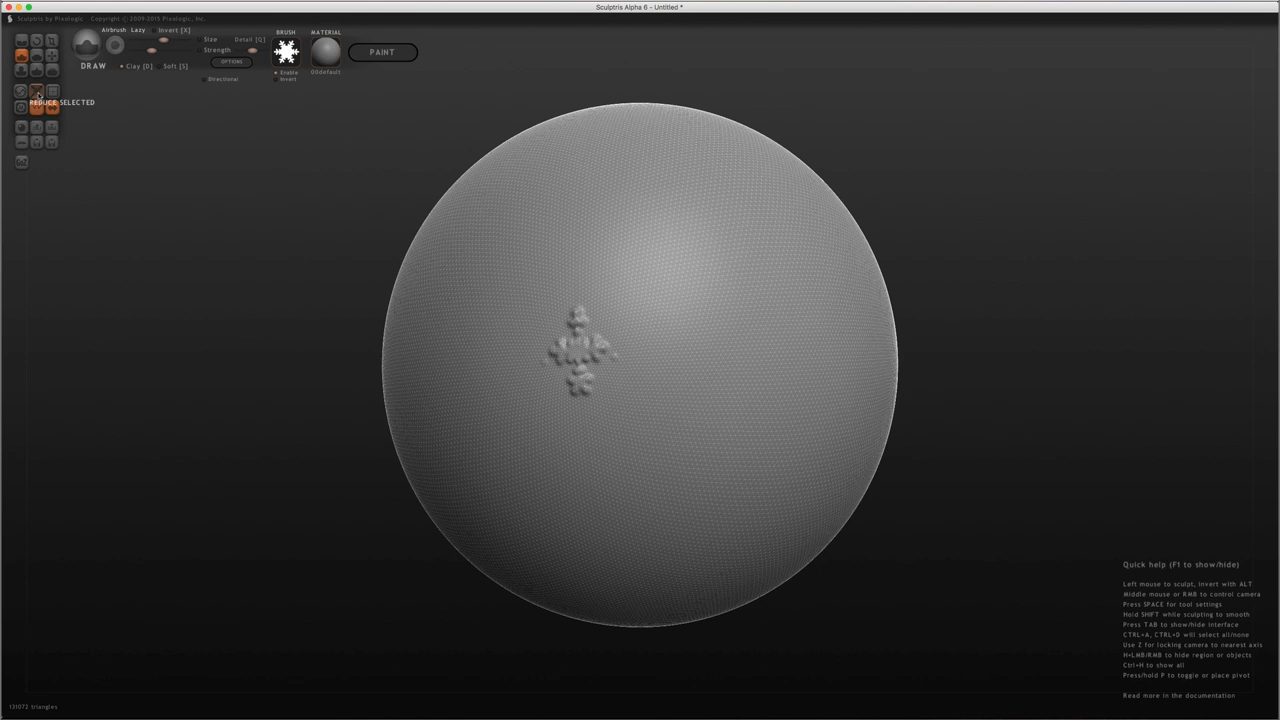 Sculptris Alpha 6 - Untitled *
Sculptris by Pixologic Copyright © 2009-2015 Pixologic, Inc.
Airbrush Lazy Invert [X]
Size Detail [Q]
Strength
DRAW
Clay [D] Soft [S]
OPTIONS
Directional
BRUSH
Enable
Invert
MATERIAL
00default
PAINT
REDUCE SELECTED
Quick help (F1 to show/hide)
Left mouse to sculpt, invert with ALT
Middle mouse or RMB to control camera
Press SPACE for tool settings
Hold SHIFT while sculpting to smooth
Press TAB to show/hide interface
CTRL+A, CTRL+D will select all/none
Use Z for locking camera to nearest axis
H+LMB/RMB to hide region or objects
Ctrl+H to show all
Press/hold P to toggle or place pivot
Read more in the documentation
131072 triangles